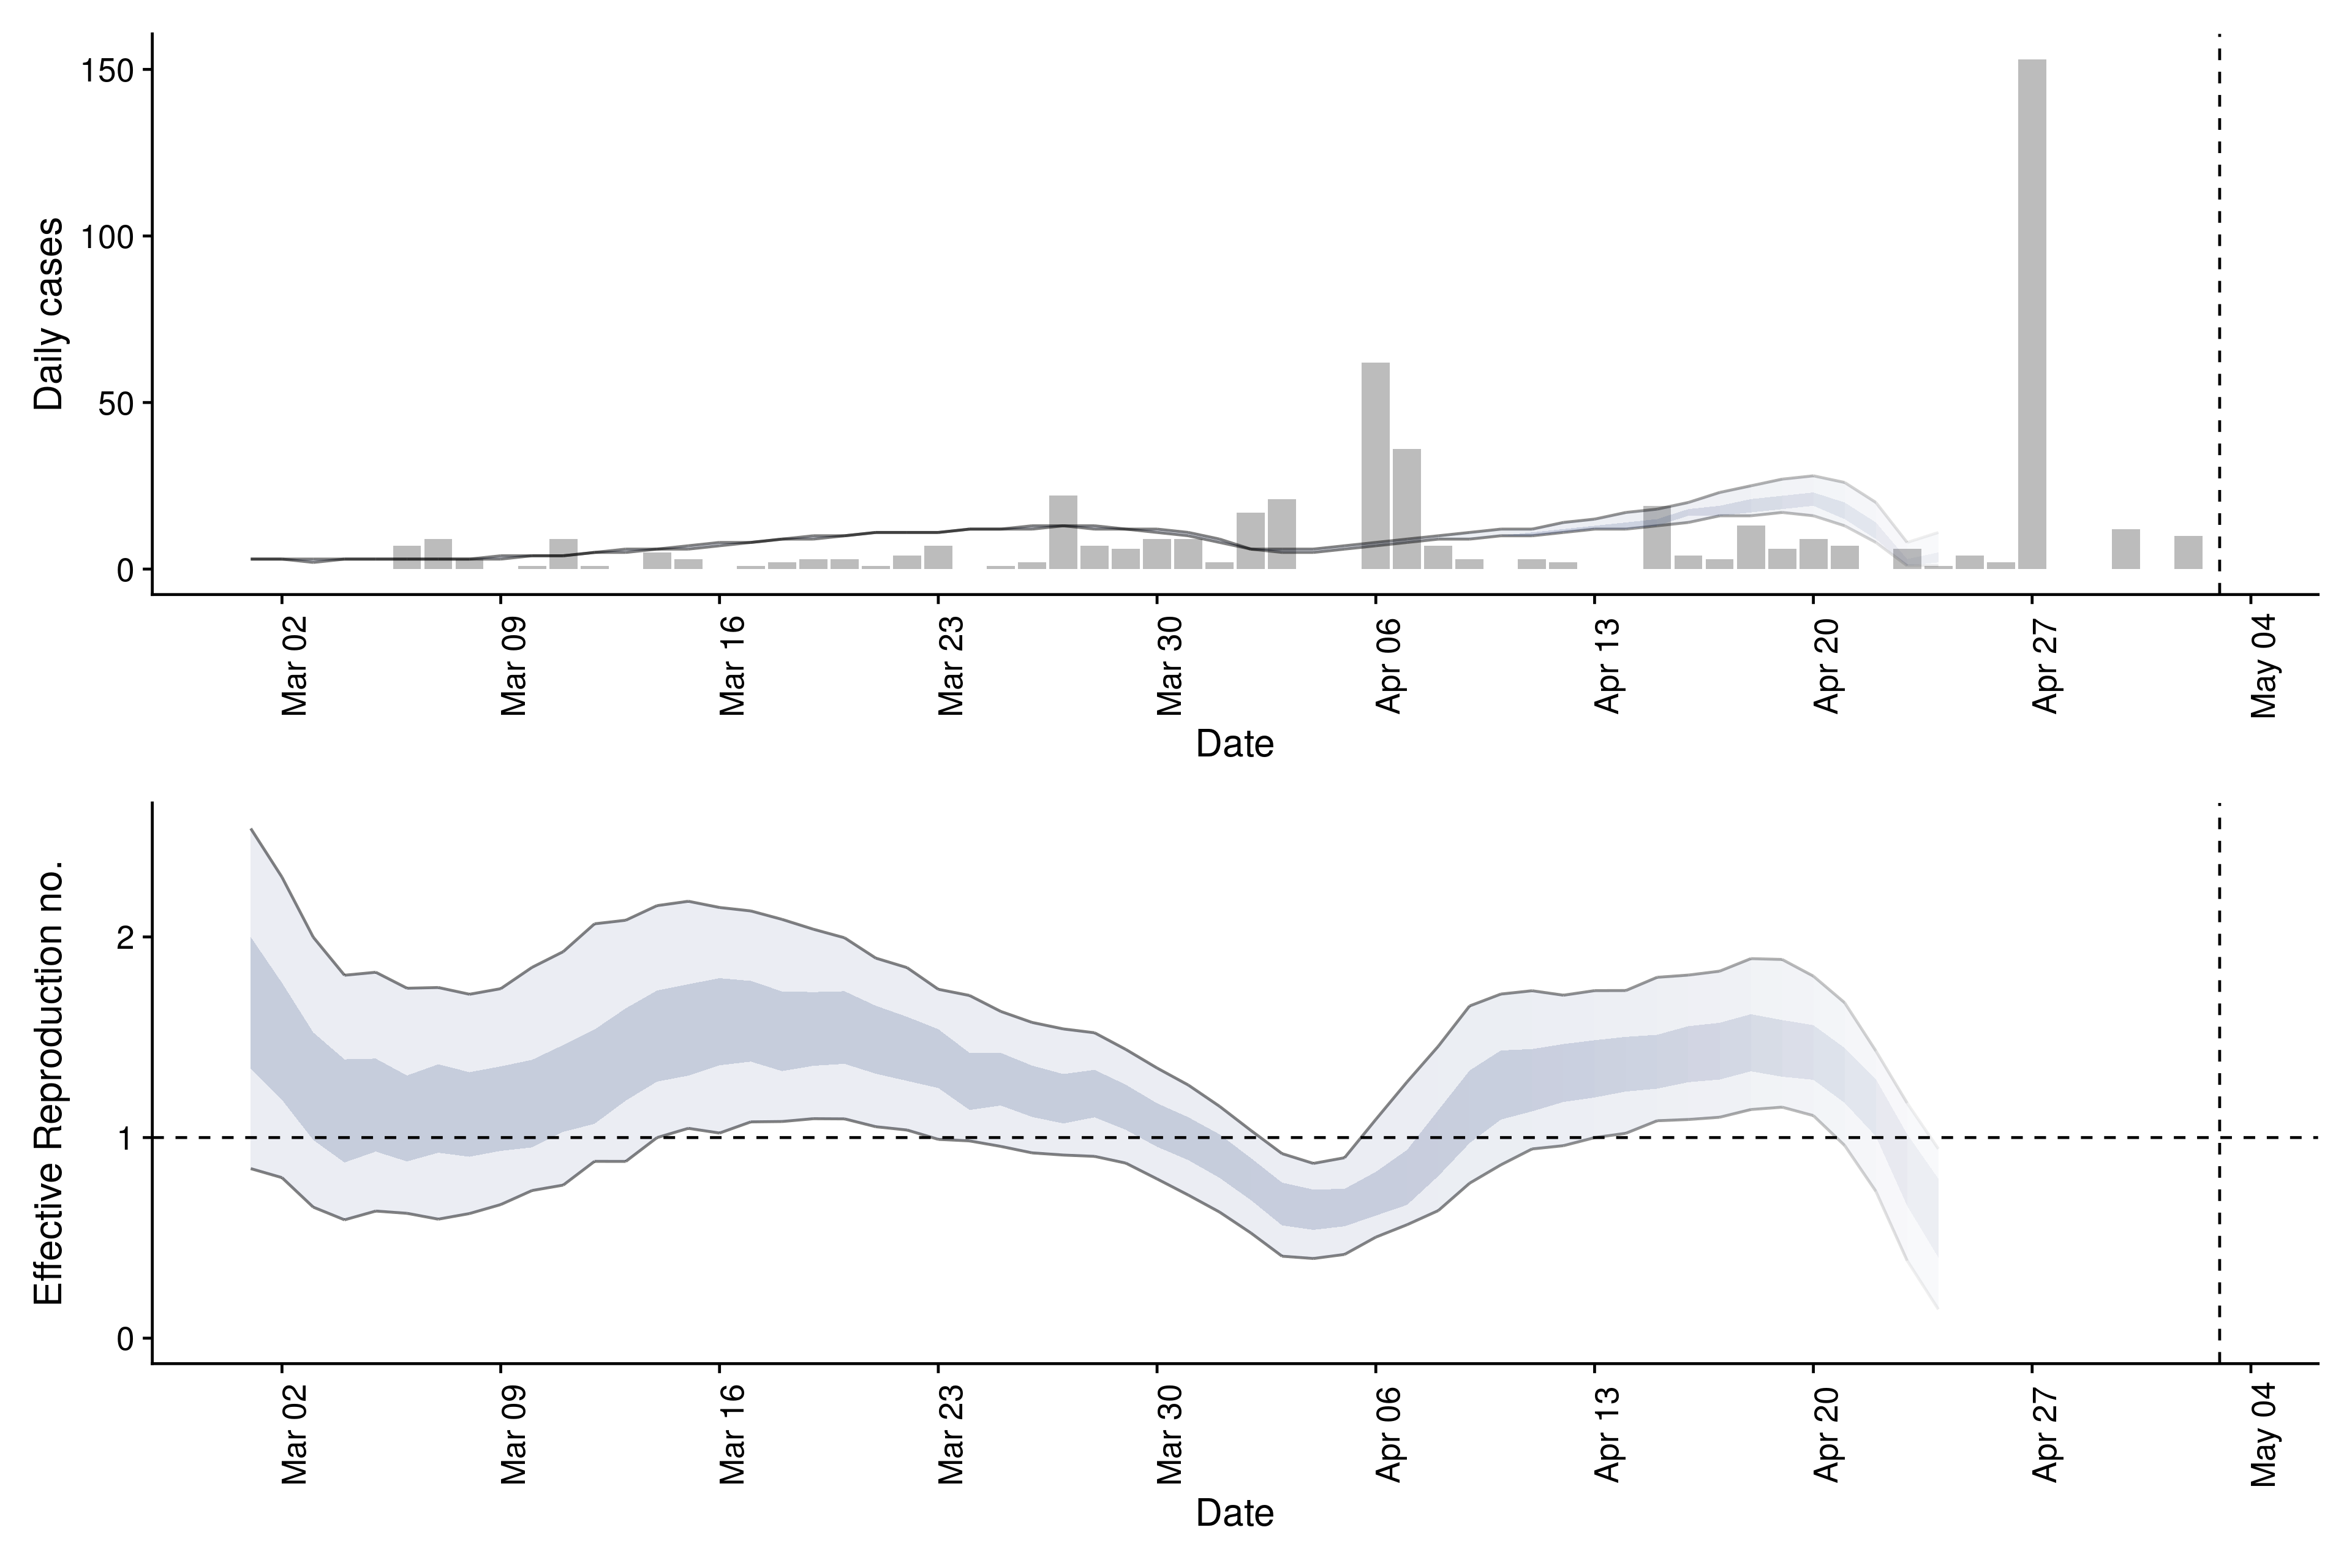 Daily cases
150
100
50
0
Mar 02
Mar 09
Mar 16
Mar 23
Mar 30
Apr 06
Apr 13
Apr 20
Apr 27
May 04
Date
Effective Reproduction no.
2
1
0
Mar 02
Mar 09
Mar 16
Mar 23
Mar 30
Apr 06
Apr 13
Apr 20
Apr 27
May 04
Date